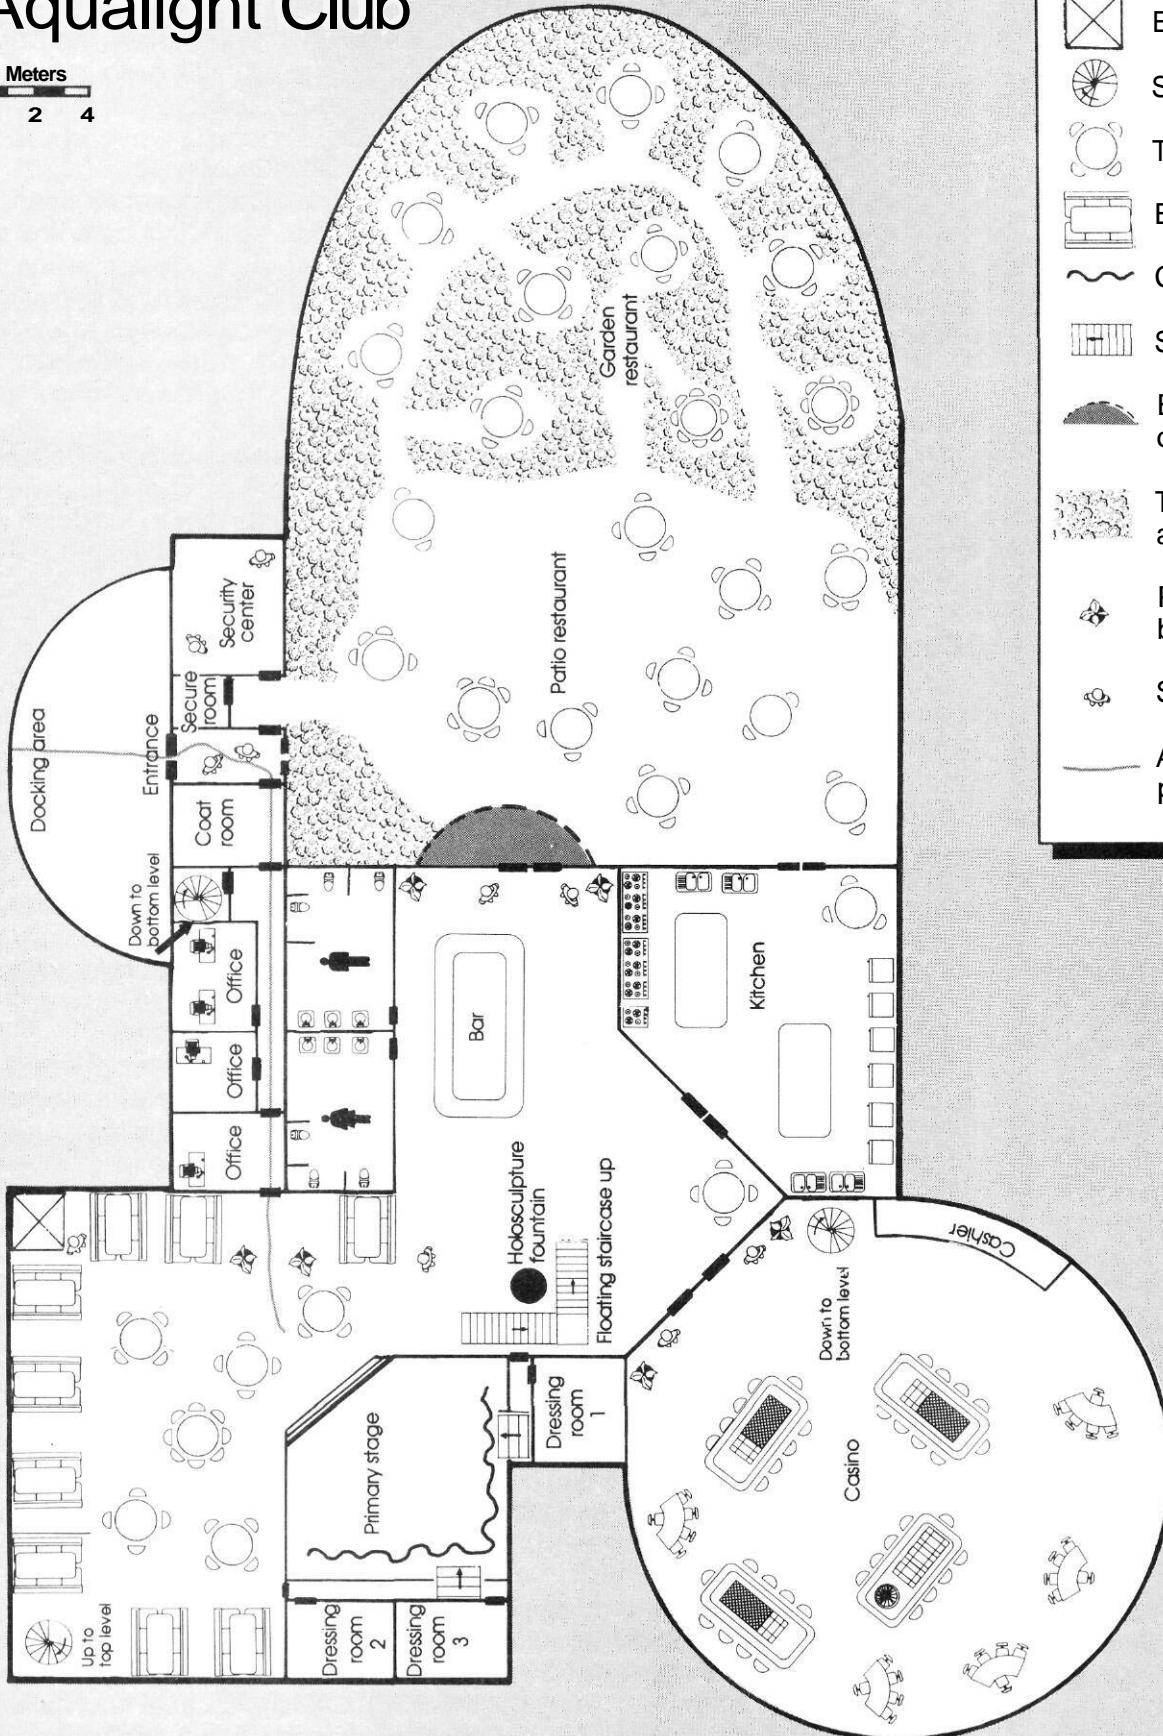 Aqualight Club
Meters
2 4
E
S
T
B
C
S
E
T
a
F
b
S
A
p
Garden
restaurant
Patio restaurant
Security
center
Secure
room
Docking area
Entrance
Coat
room
Down to
bottom level
Office
Office
Office
Bar
Kitchen
Holosculpture
fountain
Floating staircase up
Cashier
Down to
bottom level
Casino
Dressing
room
1
Primary stage
Dressing
room
2
Dressing
room
3
Up to
top level